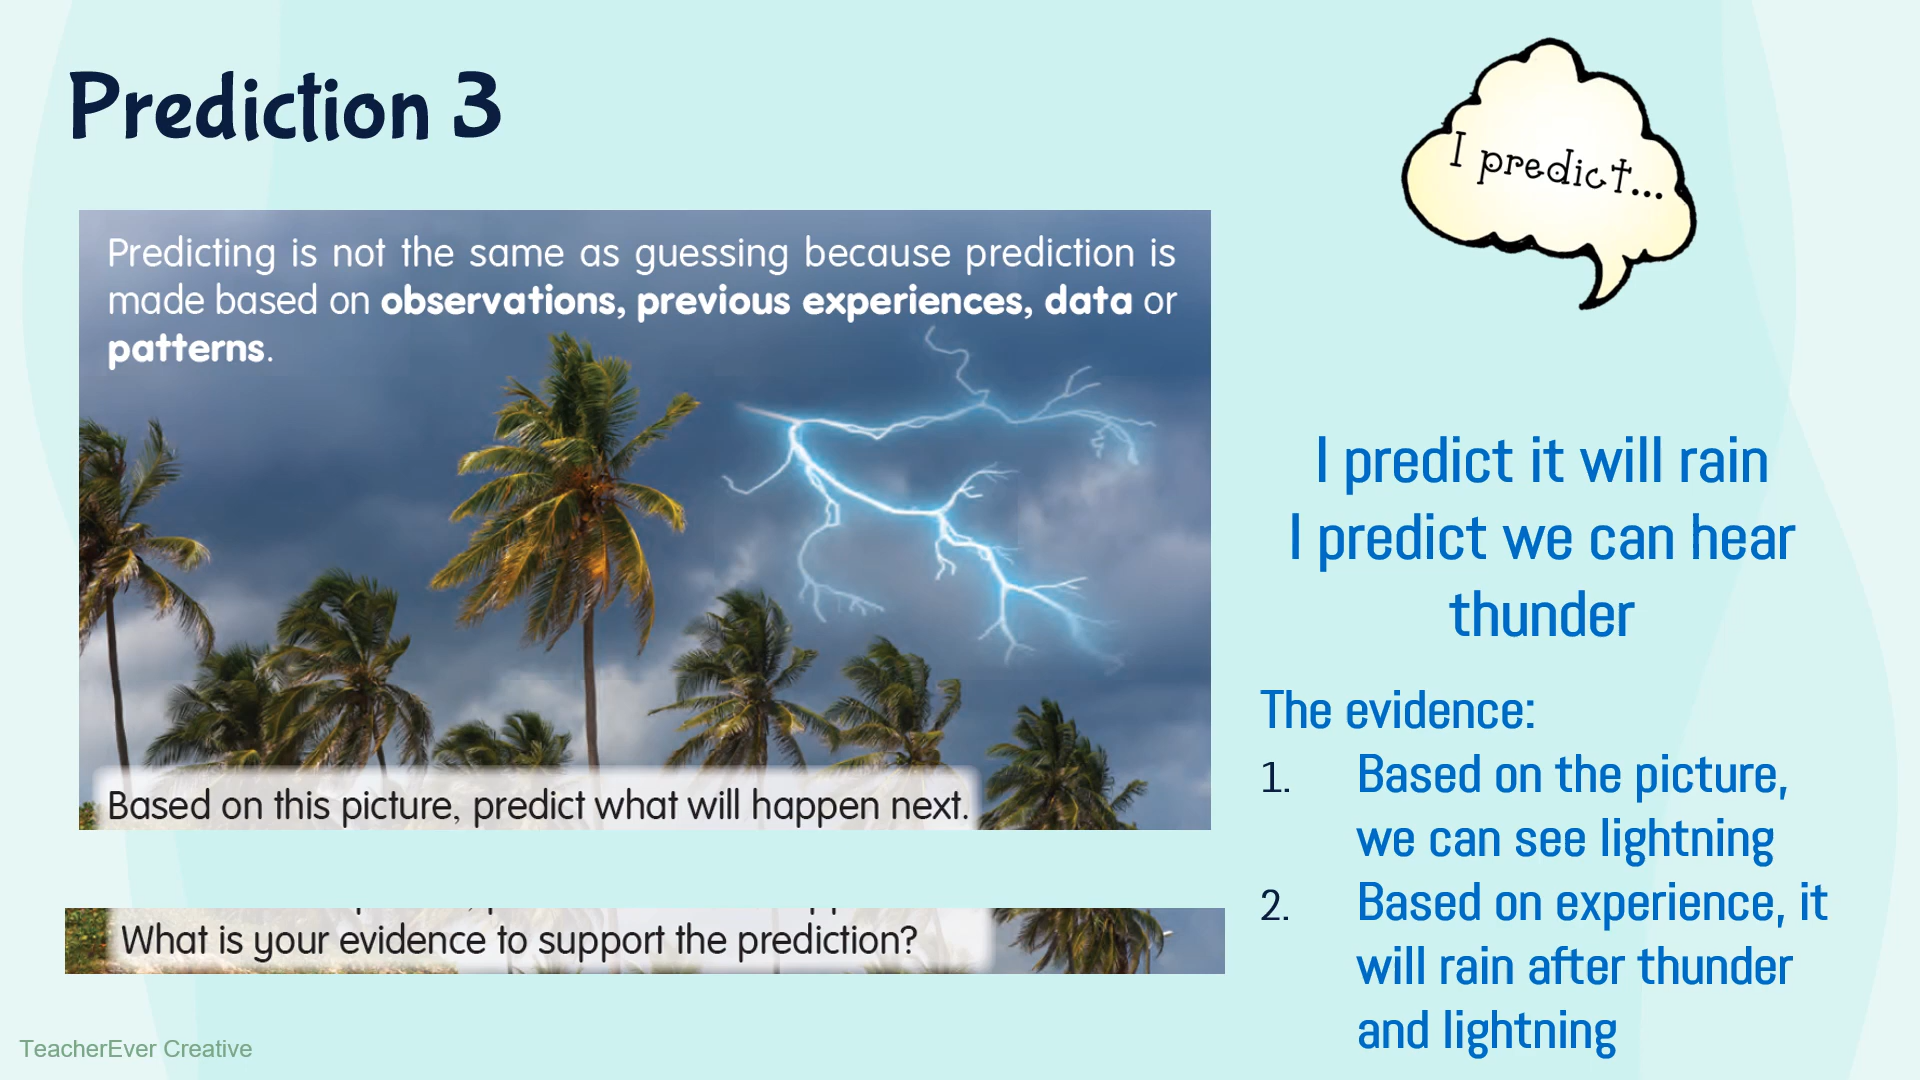 Prediction 3
I predict...
Predicting is not the same as guessing because prediction is
made based on observations, previous experiences, data or
patterns.
Based on this picture, predict what will happen next.
What is your evidence to support the prediction?
I predict it will rain
I predict we can hear
thunder
The evidence:
1. Based on the picture,
we can see lightning
2. Based on experience, it
will rain after thunder
and lightning
TeacherEver Creative